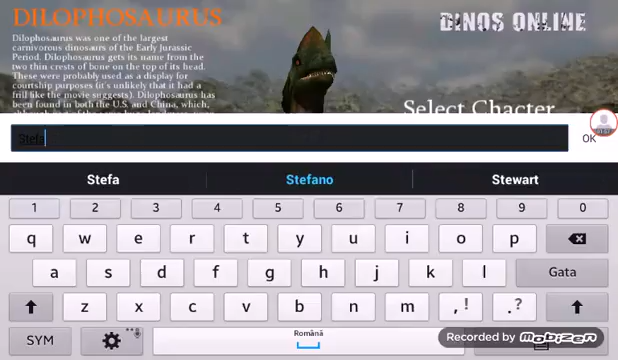 DILOPHOSAURUS
DINOS ONLINE
Dilophosaurus was one of the largest
carnivorous dinosaurs of the Early Jurassic
Period. Dilophosaurus gets its name from the
two thin crests of bone on the top of its head.
These were probably used as a display for
courtship purposes (it's unlikely that it had a
frill like the movie suggests). Dilophosaurus has
been found in both the U.S. and China, which,
Select Chacter
Stefa
OK
Stefa Stefano Stewart
1 2 3 4 5 6 7 8 9 0
q w e r t y u i o p
a s d f g h j k l Gata
z x c v b n m ,! .?
SYM Română
Recorded by MOBIZEN